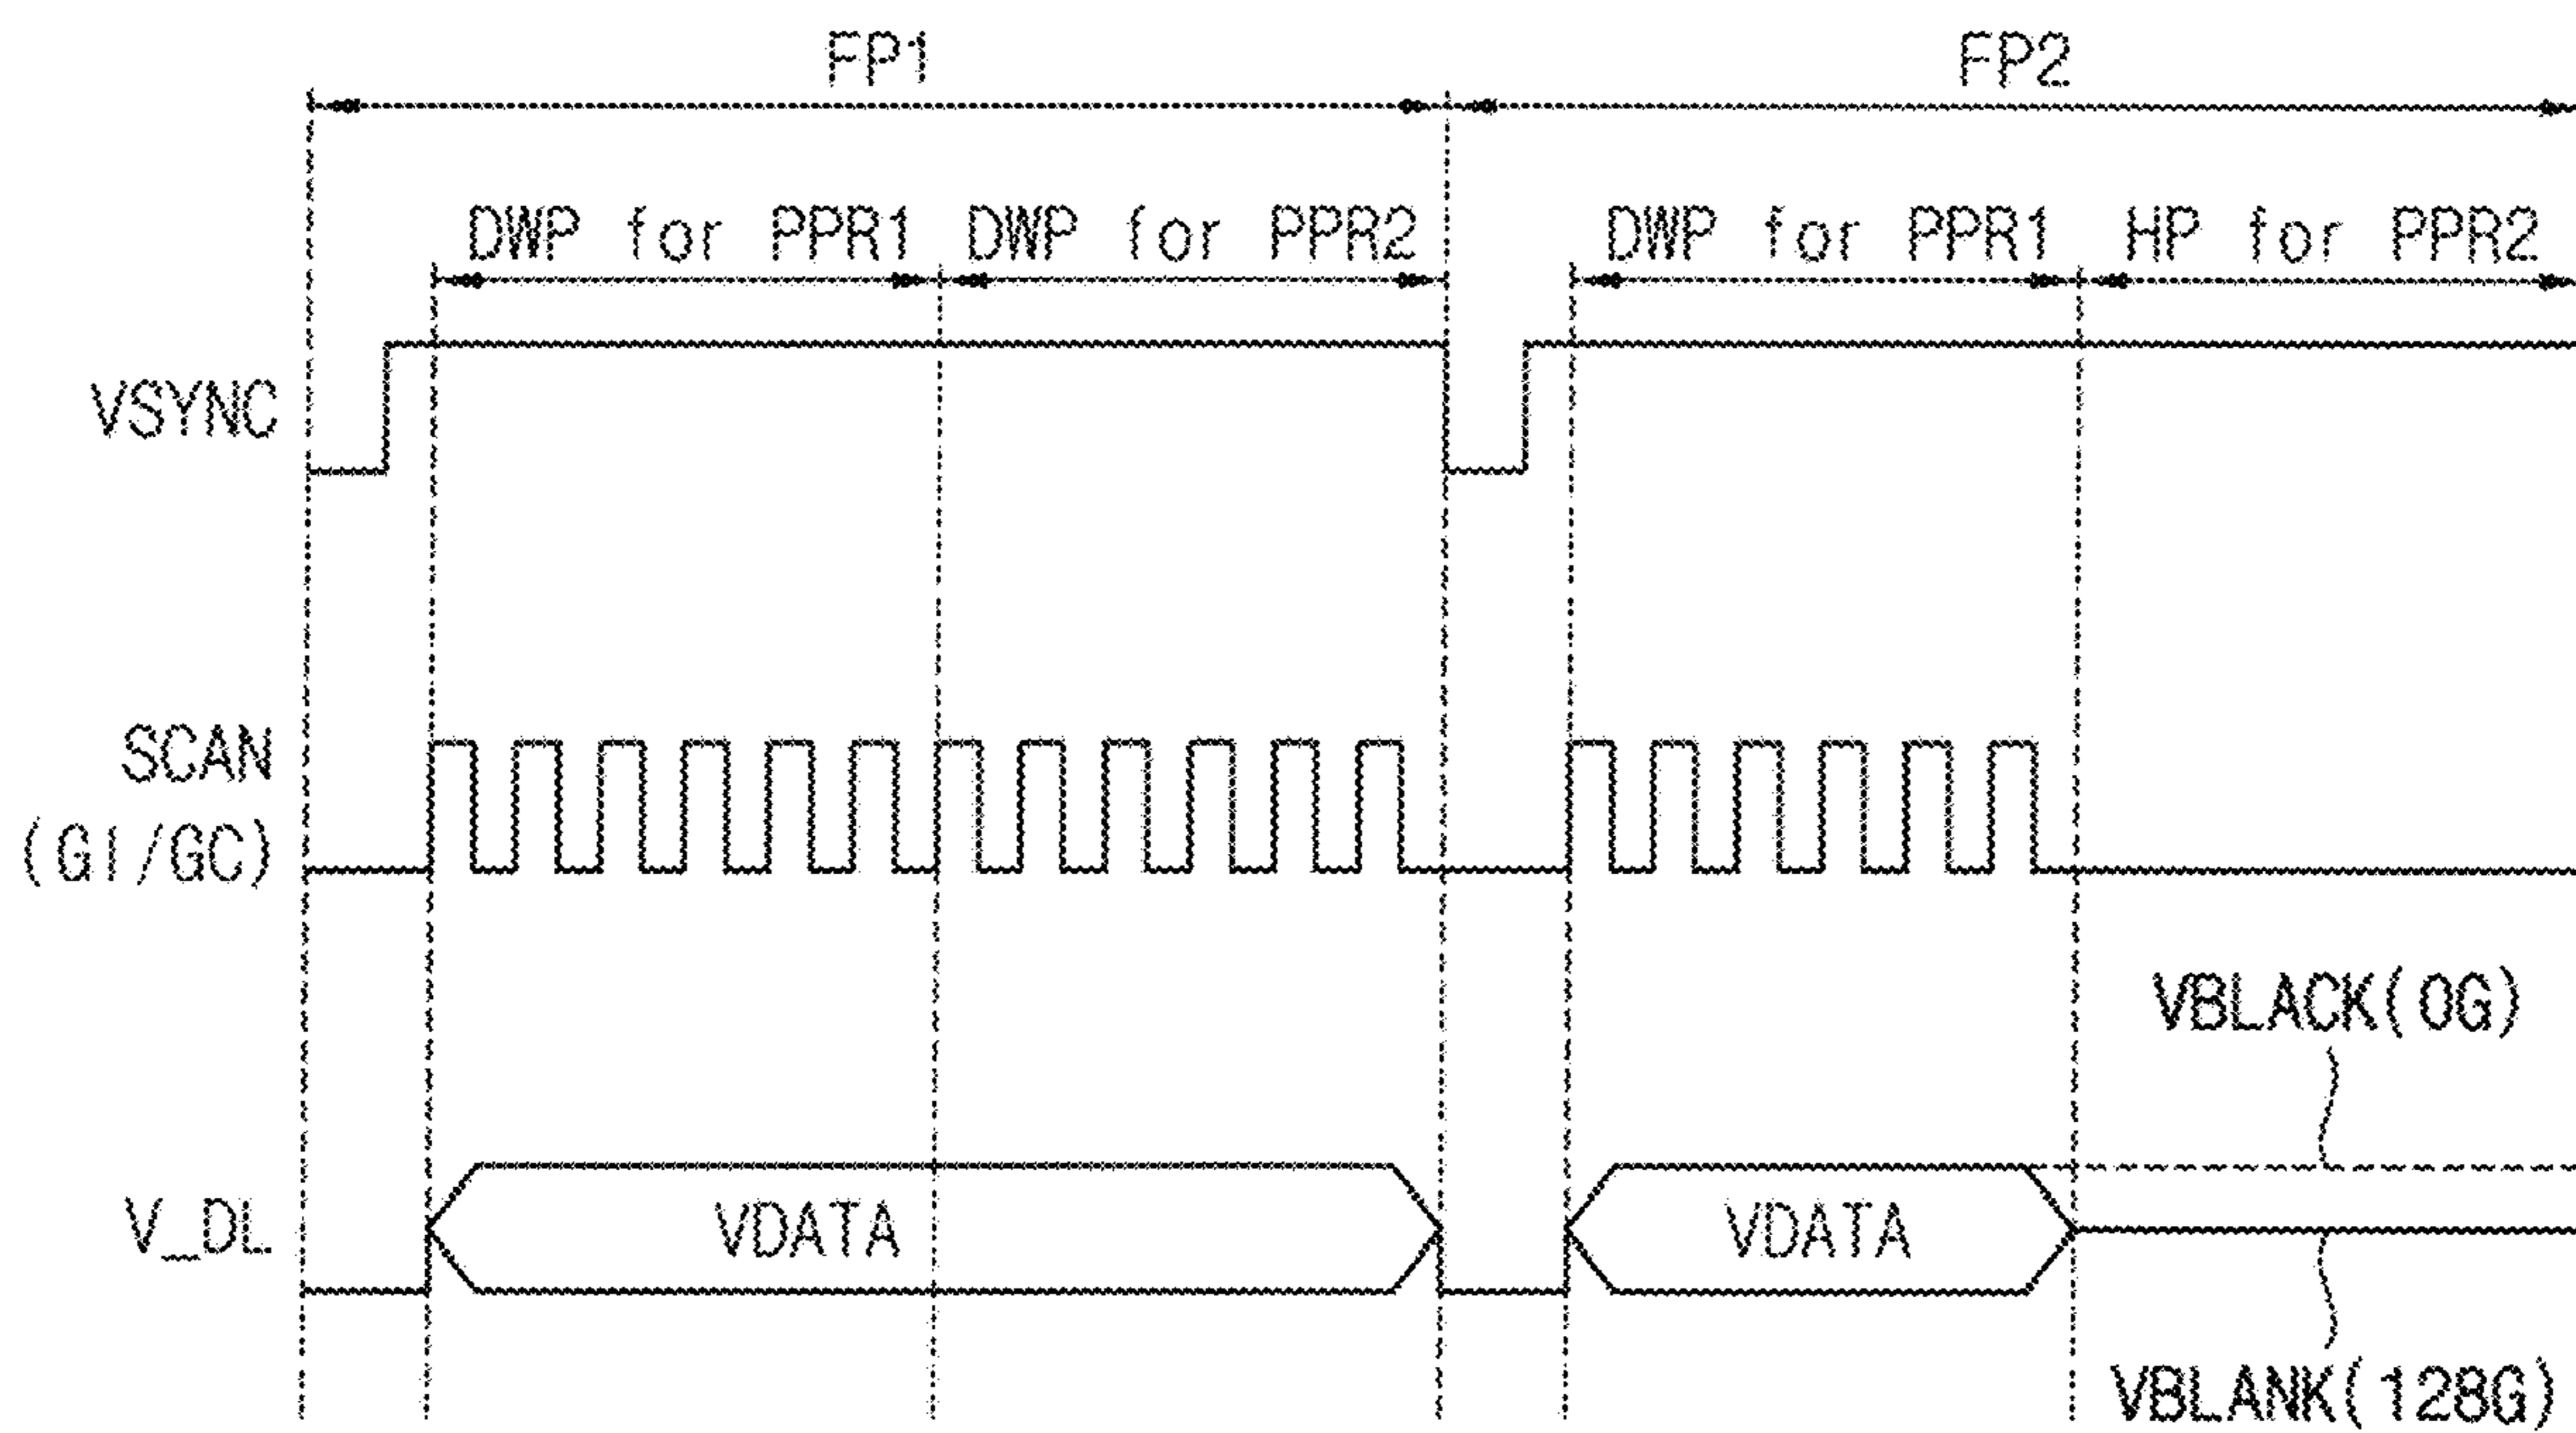 FP1
FP2
DWP for PPR1
DWP for PPR2
DWP for PPR1
HP for PPR2
VSYNC
SCAN
(GI/GC)
VBLACK(0G)
V_DL
VDATA
VDATA
VBLANK(128G)